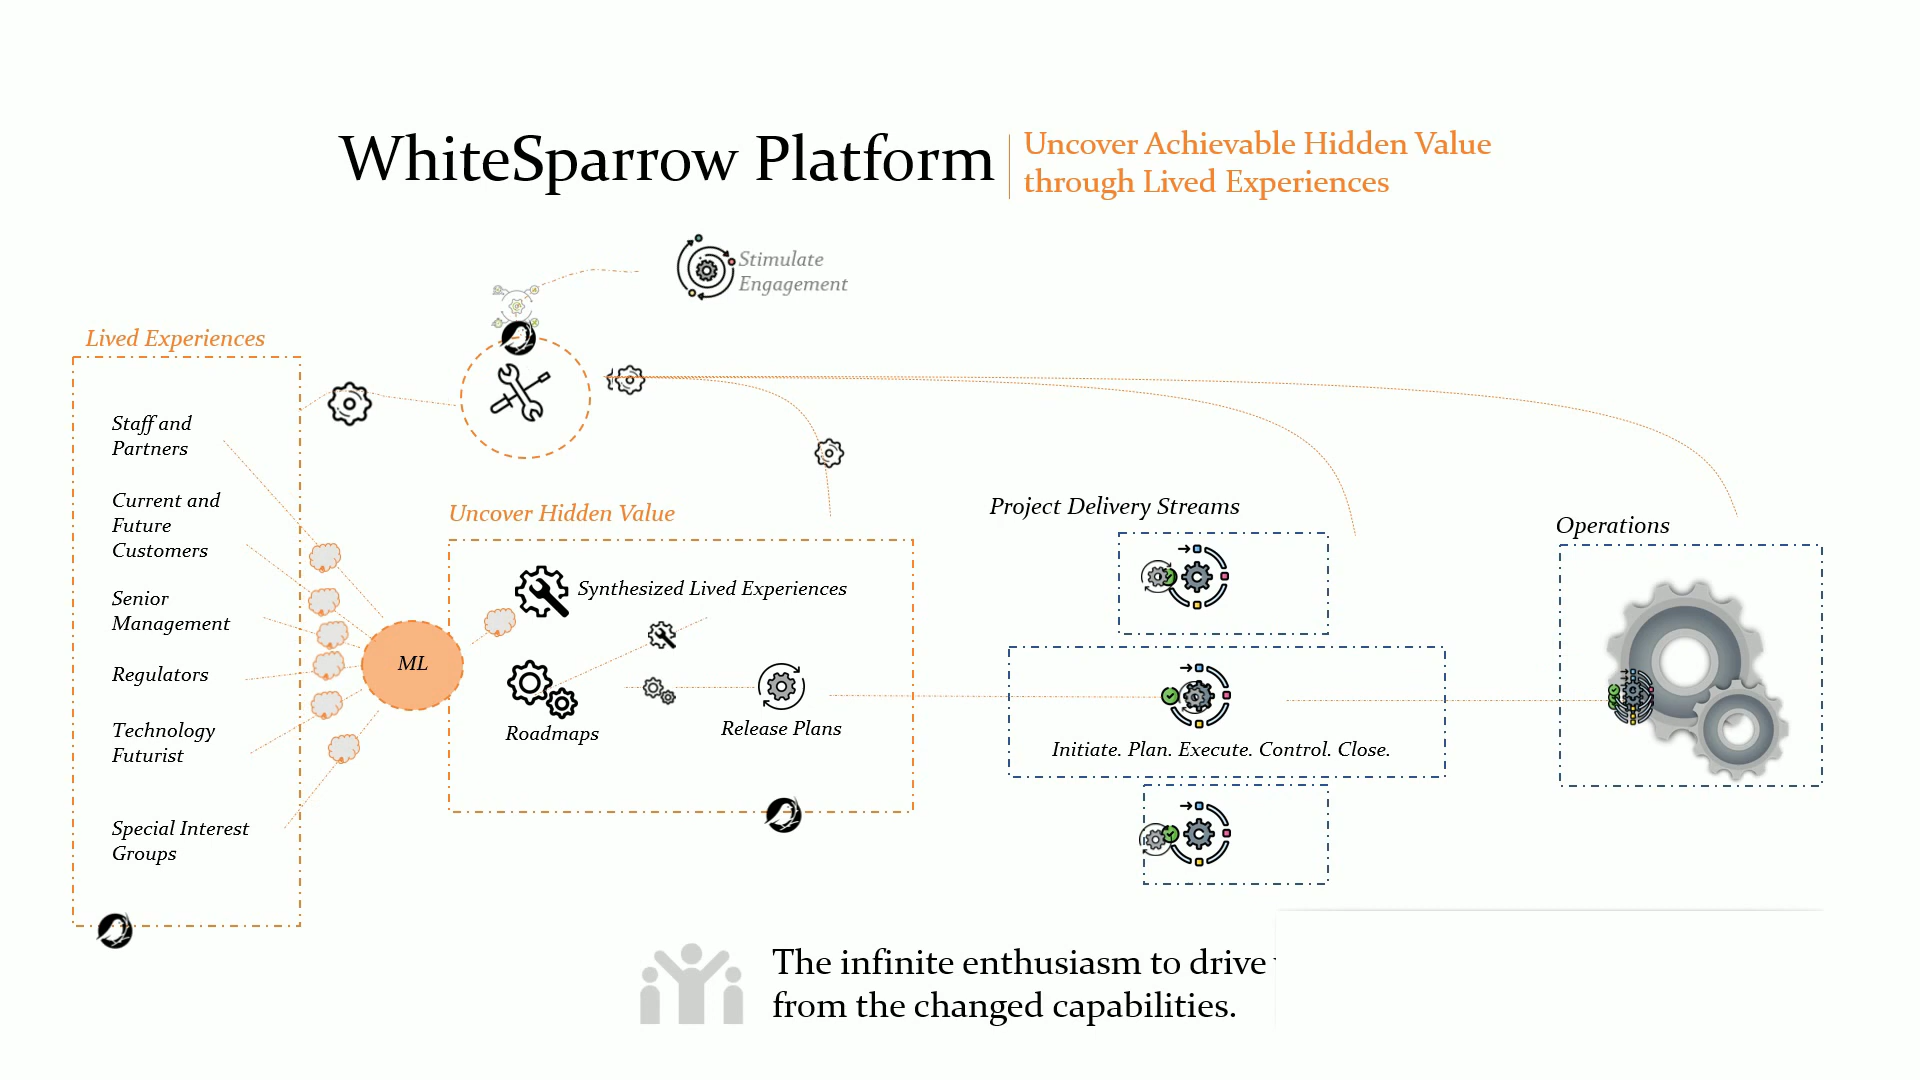 WhiteSparrow Platform
Uncover Achievable Hidden Value
through Lived Experiences
Stimulate
Engagement
Lived Experiences
Staff and
Partners
Current and
Future
Customers
Senior
Management
Regulators
Technology
Futurist
Special Interest
Groups
ML
Uncover Hidden Value
Synthesized Lived Experiences
Roadmaps
Release Plans
Project Delivery Streams
Initiate. Plan. Execute. Control. Close.
Operations
The infinite enthusiasm to drive
from the changed capabilities.